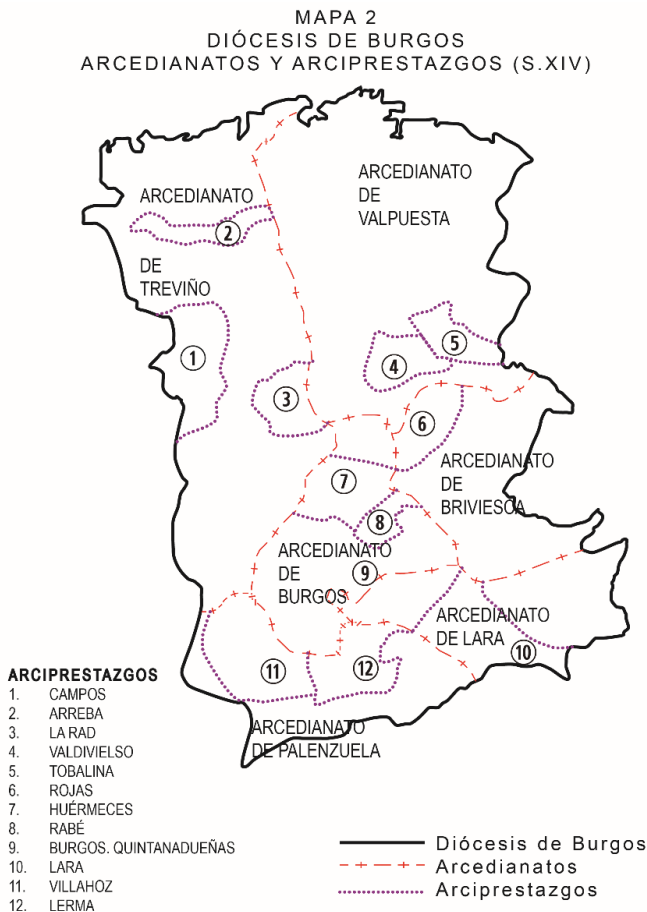 MAPA 2
DIÓCESIS DE BURGOS
ARCEDIANATOS Y ARCIPRESTAZGOS (S.XIV)
ARCEDIANATO
DE
VALPUESTA
ARCEDIANATO
2
DE
TREVIÑO
1
3
4
5
6
7
8
ARCEDIANATO
DE
BRIVIESCA
ARCEDIANATO
DE
BURGOS
9
ARCEDIANATO
DE LARA
10
11
12
ARCEDIANATO
DE PALENZUELA
ARCIPRESTAZGOS
1. CAMPOS
2. ARREBA
3. LA RAD
4. VALDIVIELSO
5. TOBALINA
6. ROJAS
7. HUÉRMECES
8. RABÉ
9. BURGOS. QUINTANADUEÑAS
10. LARA
11. VILLAHOZ
12. LERMA
Diócesis de Burgos
Arcedianatos
Arciprestazgos